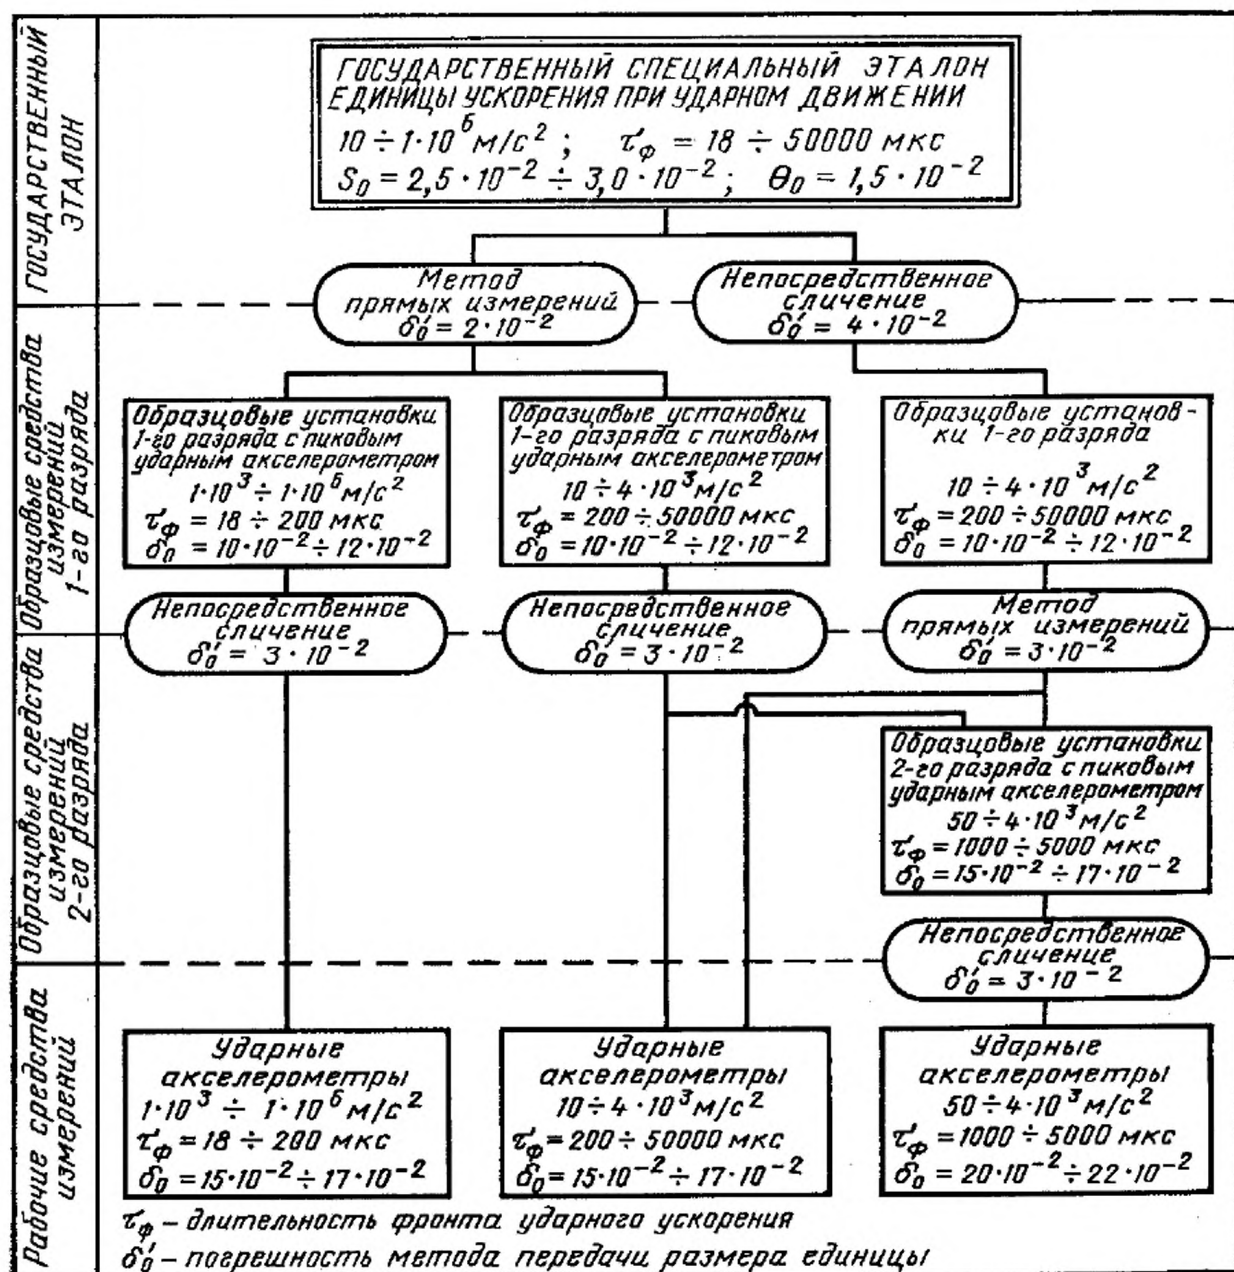 ГОСУДАРСТВЕННЫЙ
ЭТАЛОН
ГОСУДАРСТВЕННЫЙ СПЕЦИАЛЬНЫЙ ЭТАЛОН
ЕДИНИЦЫ УСКОРЕНИЯ ПРИ УДАРНОМ ДВИЖЕНИИ
10 ÷ 1·10⁶ м/с² ; τ_ф = 18 ÷ 50000 мкс
S₀ = 2,5·10⁻² ÷ 3,0·10⁻² ; Θ₀ = 1,5·10⁻²
Метод
прямых измерений
δ₀′ = 2·10⁻²
Непосредственное
сличение
δ₀′ = 4·10⁻²
Образцовые средства
измерений
1-го разряда
Образцовые установки
1-го разряда с пиковым
ударным акселерометром
1·10³ ÷ 1·10⁶ м/с²
τ_ф = 18 ÷ 200 мкс
δ₀ = 10·10⁻² ÷ 12·10⁻²
Образцовые установки
1-го разряда с пиковым
ударным акселерометром
10 ÷ 4·10³ м/с²
τ_ф = 200 ÷ 50000 мкс
δ₀ = 10·10⁻² ÷ 12·10⁻²
Образцовые установ-
ки 1-го разряда
10 ÷ 4·10³ м/с²
τ_ф = 200 ÷ 50000 мкс
δ₀ = 10·10⁻² ÷ 12·10⁻²
Непосредственное
сличение
δ₀′ = 3·10⁻²
Непосредственное
сличение
δ₀′ = 3·10⁻²
Метод
прямых измерений
δ₀′ = 3·10⁻²
Образцовые средства
измерений
2-го разряда
Образцовые установки
2-го разряда с пиковым
ударным акселерометром
50 ÷ 4·10³ м/с²
τ_ф = 1000 ÷ 5000 мкс
δ₀ = 15·10⁻² ÷ 17·10⁻²
Непосредственное
сличение
δ₀′ = 3·10⁻²
Рабочие средства
измерений
Ударные
акселерометры
1·10³ ÷ 1·10⁶ м/с²
τ_ф = 18 ÷ 200 мкс
δ₀ = 15·10⁻² ÷ 17·10⁻²
Ударные
акселерометры
10 ÷ 4·10³ м/с²
τ_ф = 200 ÷ 50000 мкс
δ₀ = 15·10⁻² ÷ 17·10⁻²
Ударные
акселерометры
50 ÷ 4·10³ м/с²
τ_ф = 1000 ÷ 5000 мкс
δ₀ = 20·10⁻² ÷ 22·10⁻²
τ_ф – длительность фронта ударного ускорения
δ₀′ – погрешность метода передачи размера единицы